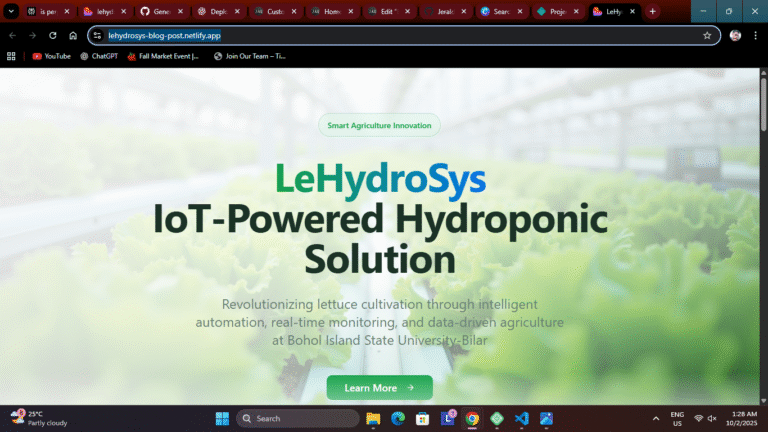 is per
lehyd
Gene
Deplo
Custo
Home
Edit "
Jeralo
Searc
Proje
LeHy
lehydrosys-blog-post.netlify.app
YouTube
ChatGPT
Fall Market Event |...
Join Our Team – Ti...
Smart Agriculture Innovation
LeHydroSys
IoT-Powered Hydroponic
Solution
Revolutionizing lettuce cultivation through intelligent
automation, real-time monitoring, and data-driven agriculture
at Bohol Island State University-Bilar
Learn More →
25°C
Partly cloudy
Search
ENG
US
1:28 AM
10/2/2025